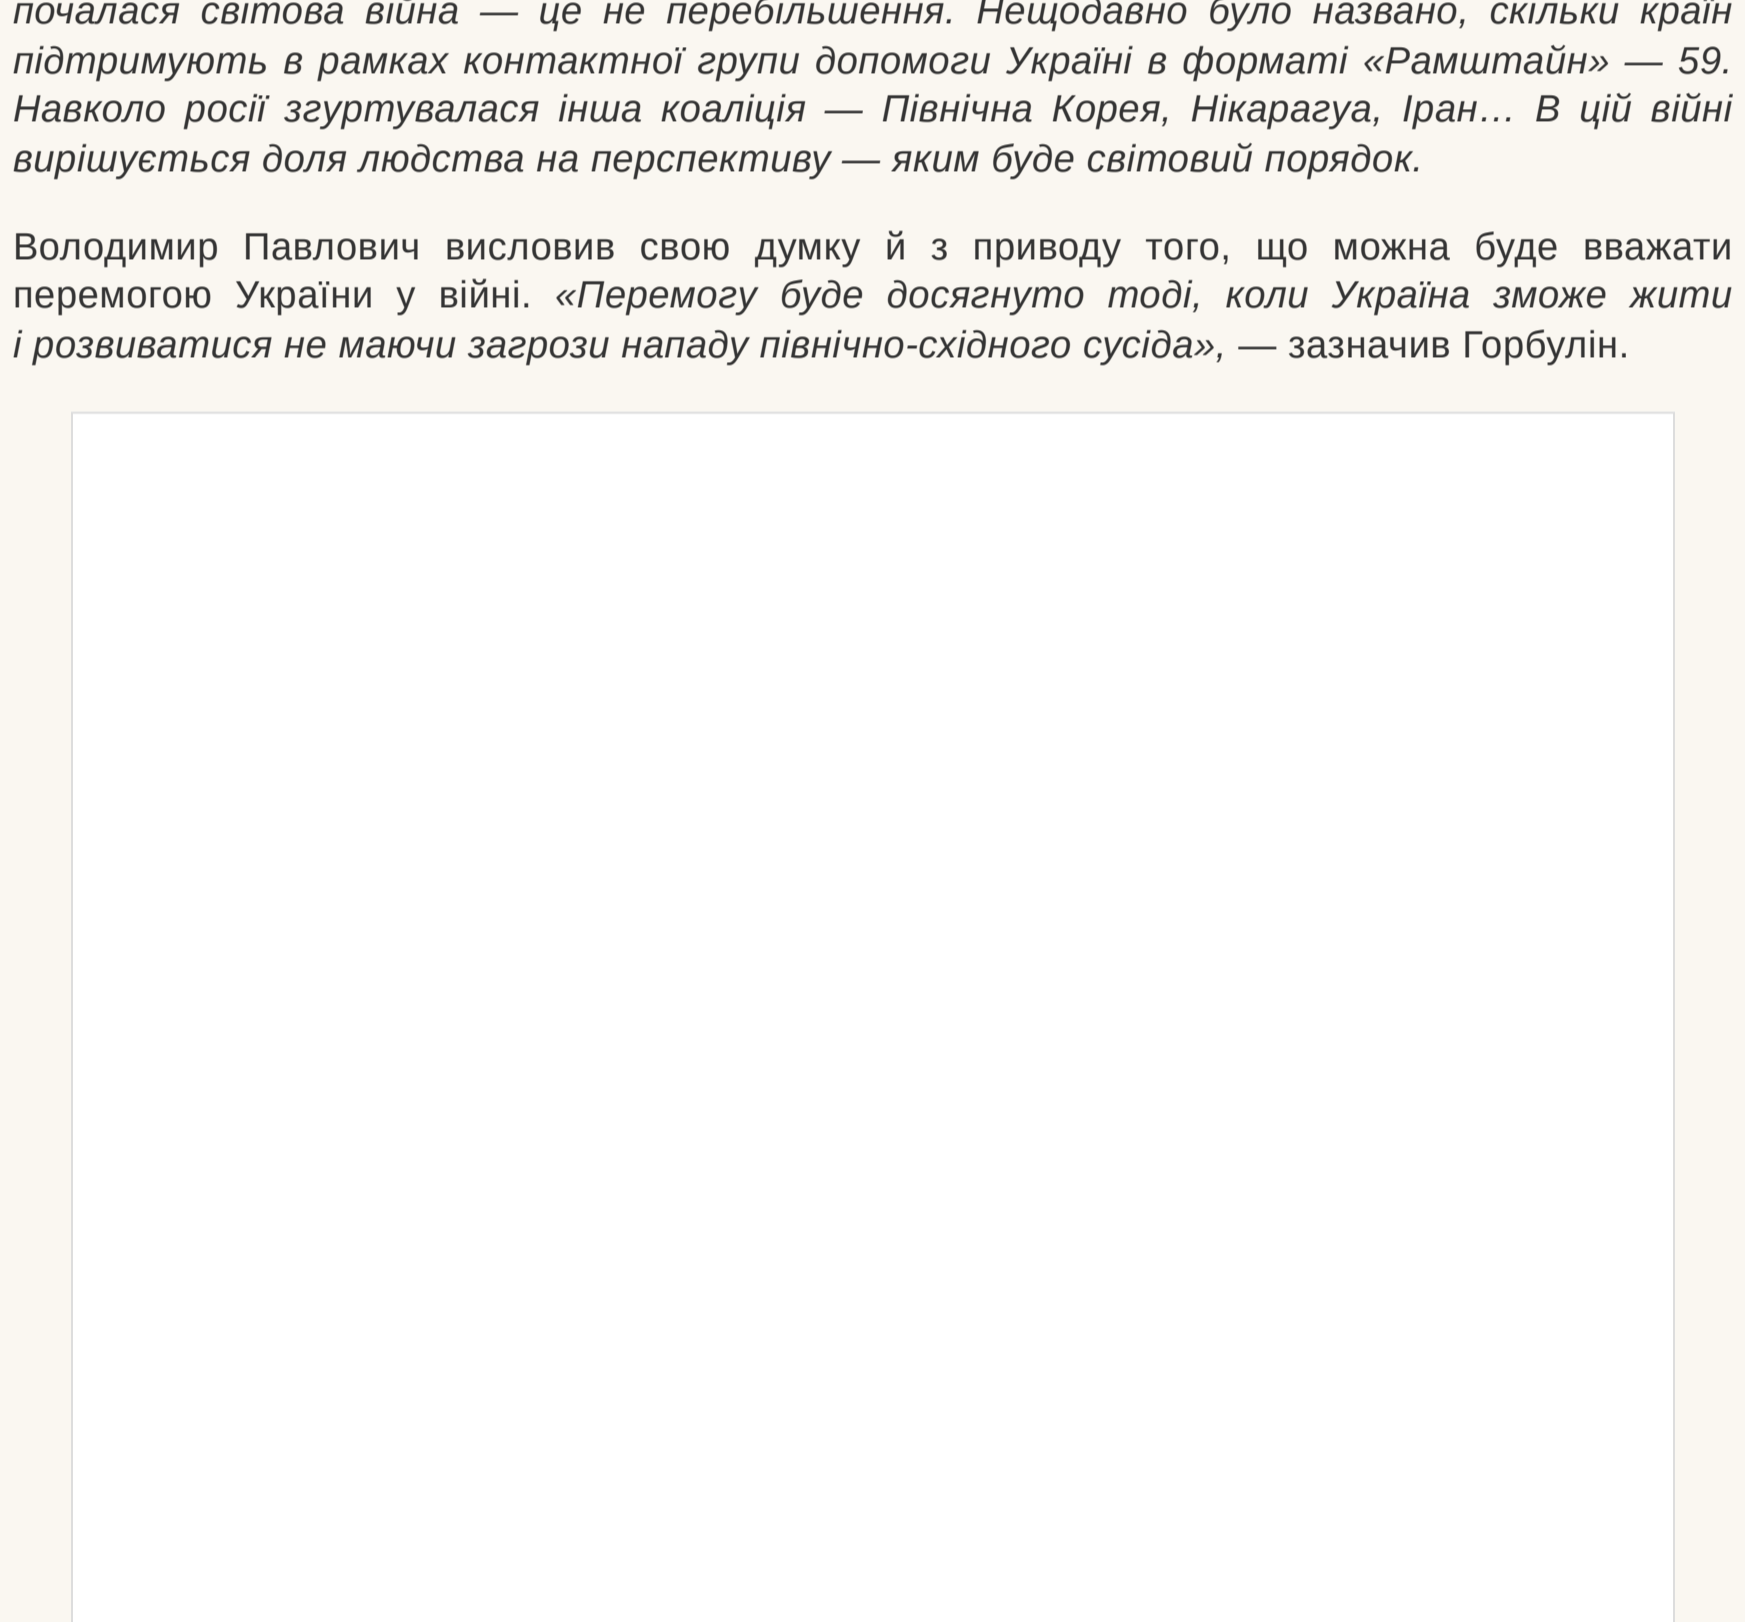 почалася світова війна — це не перебільшення. Нещодавно було названо, скільки країн
підтримують в рамках контактної групи допомоги Україні в форматі «Рамштайн» — 59.
Навколо росії згуртувалася інша коаліція — Північна Корея, Нікарагуа, Іран… В цій війні
вирішується доля людства на перспективу — яким буде світовий порядок.
Володимир Павлович висловив свою думку й з приводу того, що можна буде вважати
перемогою України у війні. «Перемогу буде досягнуто тоді, коли Україна зможе жити
і розвиватися не маючи загрози нападу північно-східного сусіда», — зазначив Горбулін.